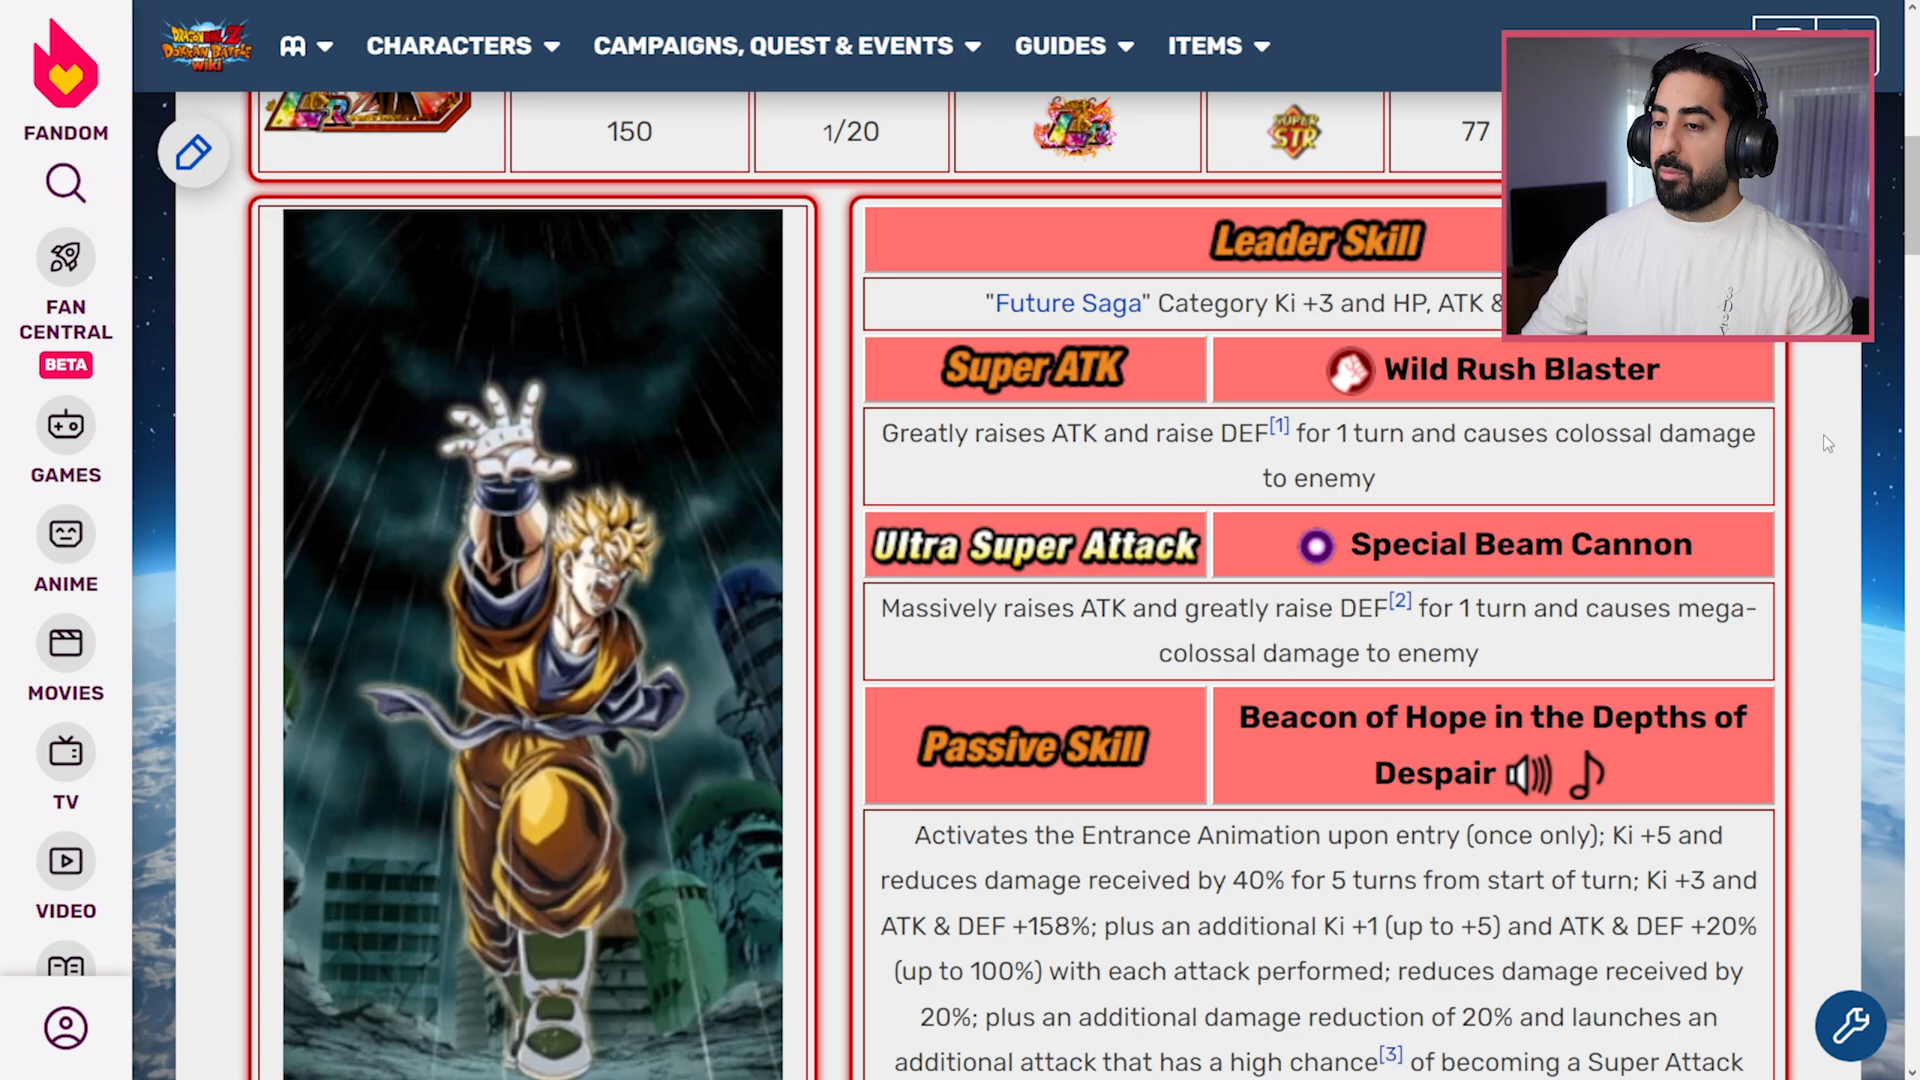 DRAGONBALL Z
DOKKAN BATTLE
wiki
CHARACTERS
CAMPAIGNS, QUEST & EVENTS
GUIDES
ITEMS
FANDOM
FAN
CENTRAL
BETA
GAMES
ANIME
MOVIES
TV
VIDEO
LR
150
1/20
LR
SUPER
STR
77
Leader Skill
"Future Saga" Category Ki +3 and HP, ATK &
Super ATK
Wild Rush Blaster
Greatly raises ATK and raise DEF[1] for 1 turn and causes colossal damage
to enemy
Ultra Super Attack
Special Beam Cannon
Massively raises ATK and greatly raise DEF[2] for 1 turn and causes mega-
colossal damage to enemy
Passive Skill
Beacon of Hope in the Depths of
Despair
Activates the Entrance Animation upon entry (once only); Ki +5 and
reduces damage received by 40% for 5 turns from start of turn; Ki +3 and
ATK & DEF +158%; plus an additional Ki +1 (up to +5) and ATK & DEF +20%
(up to 100%) with each attack performed; reduces damage received by
20%; plus an additional damage reduction of 20% and launches an
additional attack that has a high chance[3] of becoming a Super Attack